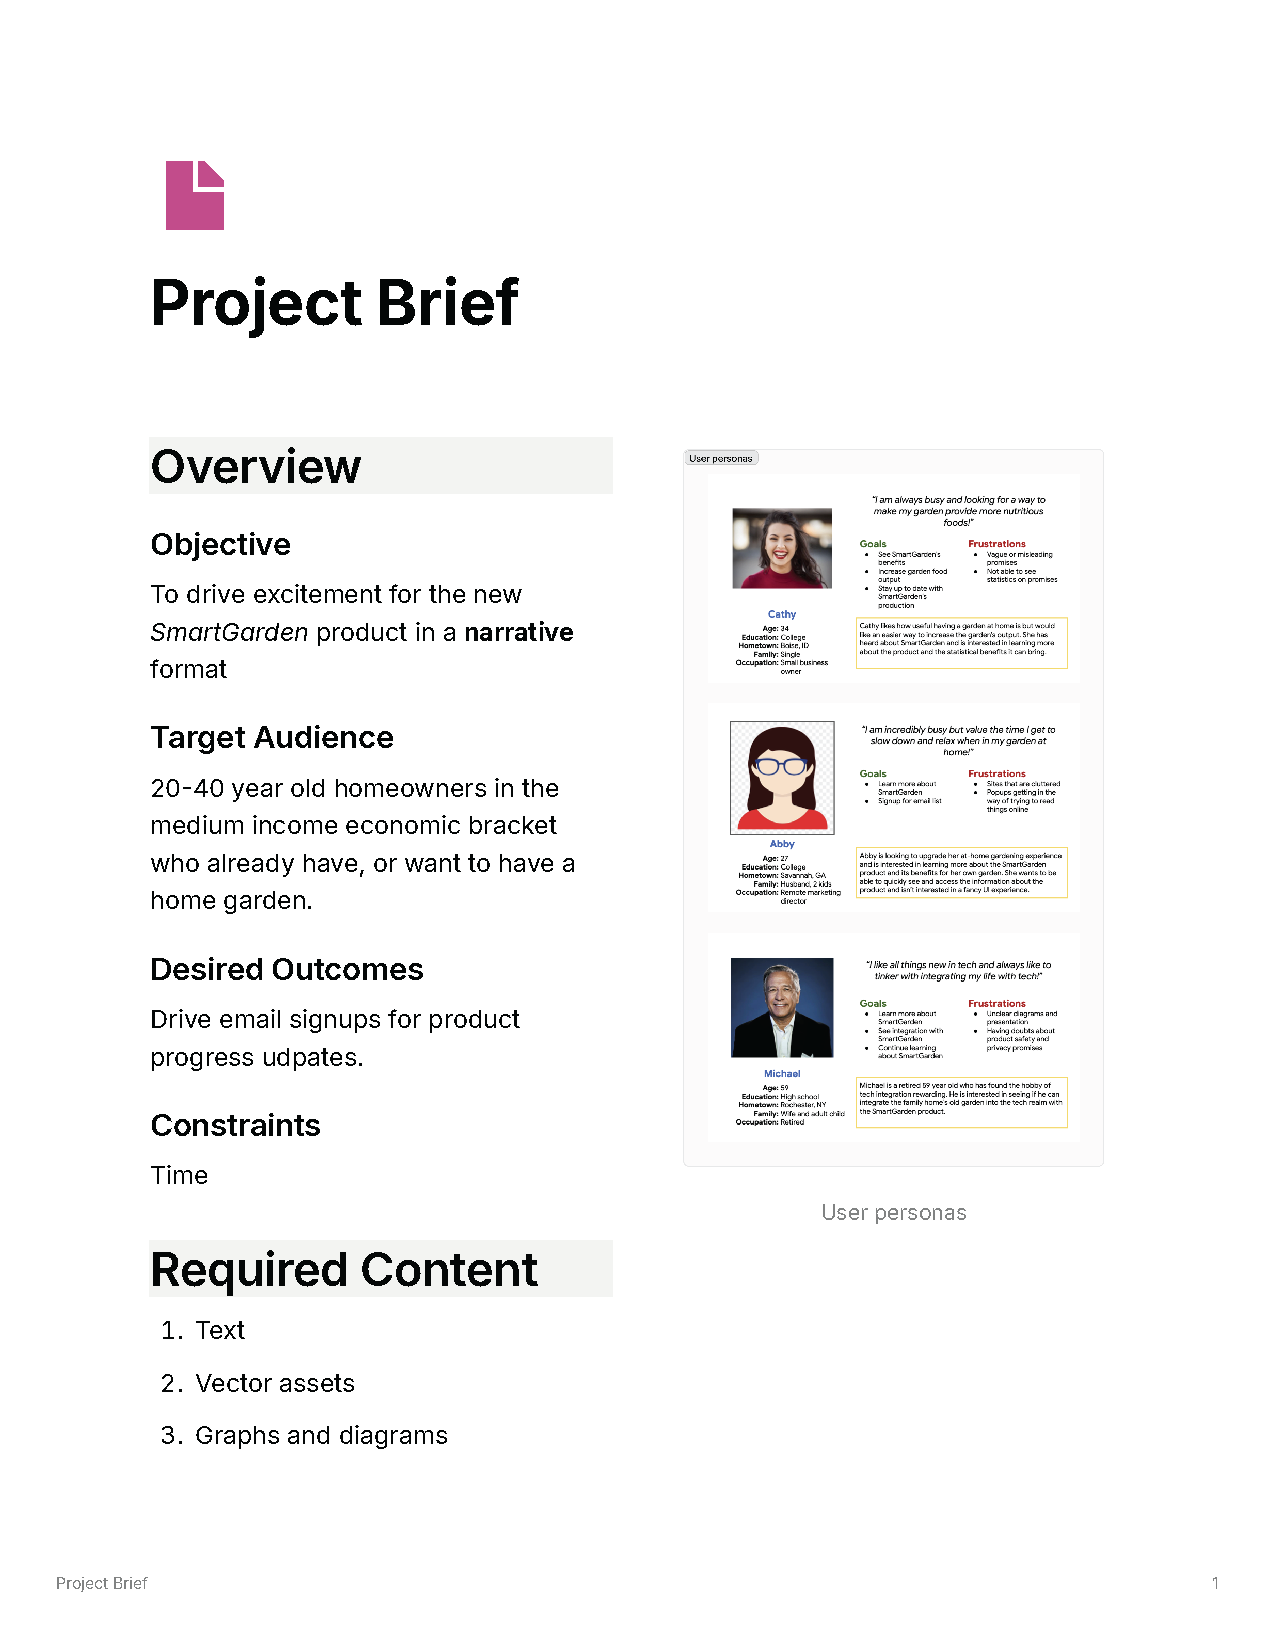 Project Brief
Overview
Objective
To drive excitement for the new
SmartGarden product in a narrative
format
Target Audience
20-40 year old homeowners in the
medium income economic bracket
who already have, or want to have a
home garden.
Desired Outcomes
Drive email signups for product
progress udpates.
Constraints
Time
Required Content
1. Text
2. Vector assets
3. Graphs and diagrams
User personas
“I am always busy and looking for a way to
make my garden provide more nutritious
foods!”
Goals
● See SmartGarden's
benefits
● Increase garden food
output
● Stay up to date with
SmartGarden's
production
Frustrations
● Vague or misleading
promises
● Not able to see
statistics on promises
Cathy
Age: 34
Education: College
Hometown: Boise, ID
Family: Single
Occupation: Small business
owner
Cathy likes how useful having a garden at home is but would
like an easier way to increase the garden's output. She has
heard about SmartGarden and is interested in learning more
about the product and the statistical benefits it can bring.
“I am incredibly busy but value the time I get to
slow down and relax when in my garden at
home!”
Goals
● Learn more about
SmartGarden
● Signup for email list
Frustrations
● Sites that are cluttered
● Popups getting in the
way of trying to read
things online
Abby
Age: 27
Education: College
Hometown: Savannah, GA
Family: Husband, 2 kids
Occupation: Remote marketing
director
Abby is looking to upgrade her at-home gardening experience
and is interested in learning more about the SmartGarden
product and its benefits for her own garden. She wants to be
able to quickly see and access the information about the
product and isn't interested in a fancy UI experience.
“I like all things new in tech and always like to
tinker with integrating my life with tech!”
Goals
● Learn more about
SmartGarden
● See integration with
SmartGarden
● Continue learning
about SmartGarden
Frustrations
● Unclear diagrams and
presentation
● Having doubts about
product safety and
privacy promises
Michael
Age: 59
Education: High school
Hometown: Rochester, NY
Family: Wife and adult child
Occupation: Retired
Michael is a retired 59 year old who has found the hobby of
tech integration rewarding. He is interested in seeing if he can
integrate the family home's old garden into the tech realm with
the SmartGarden product.
User personas
Project Brief
1